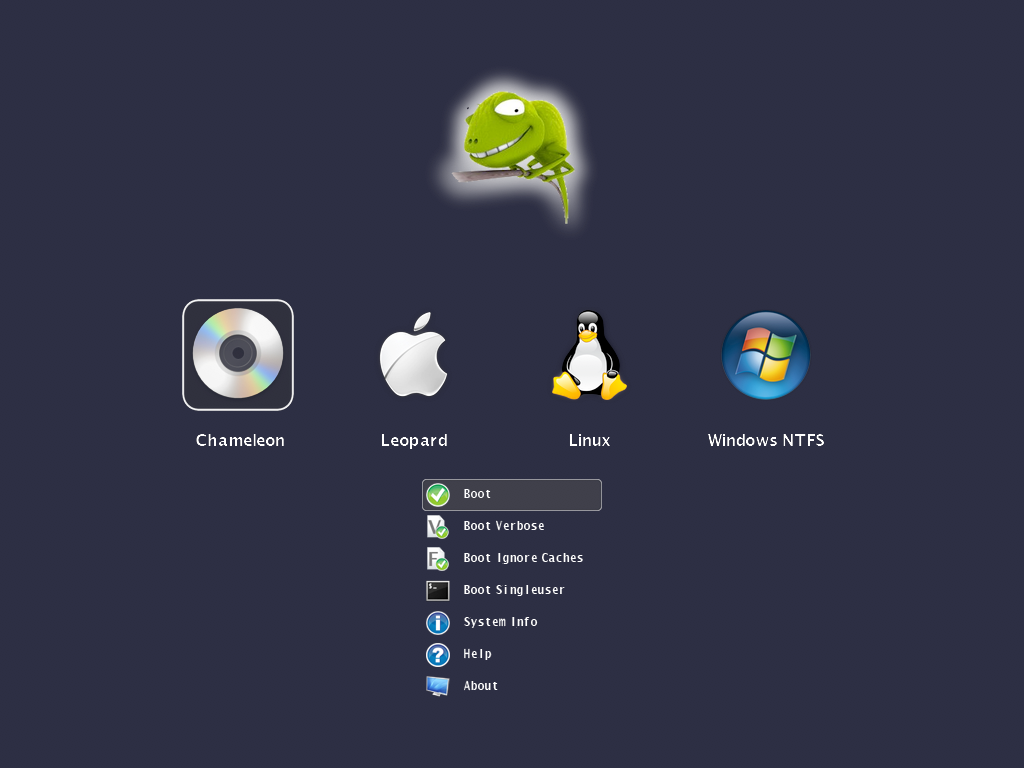 Chameleon
Leopard
Linux
Windows NTFS
Boot
Boot Verbose
Boot Ignore Caches
Boot Singleuser
System Info
Help
About